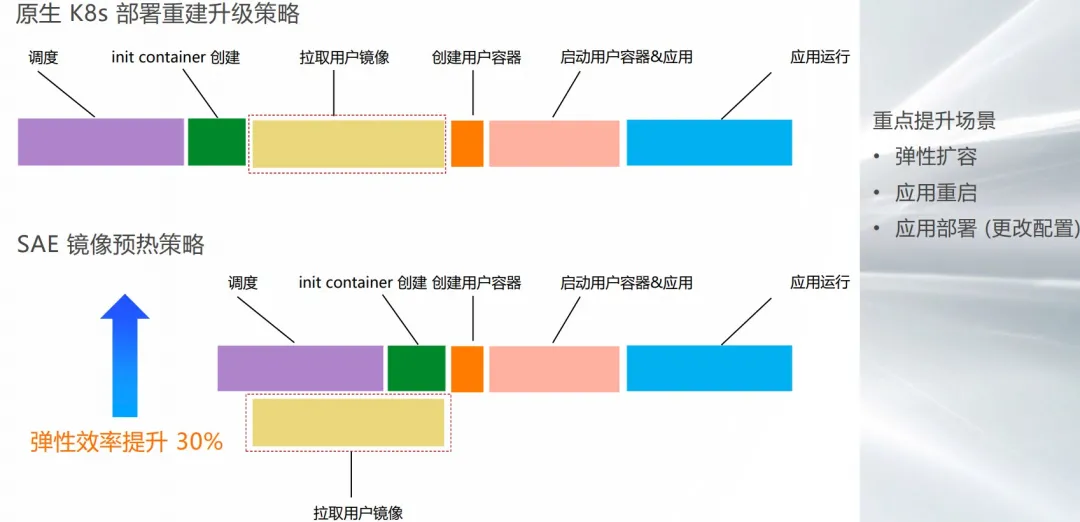 原生 K8s 部署重建升级策略
调度
init container 创建
拉取用户镜像
创建用户容器
启动用户容器&应用
应用运行
重点提升场景
• 弹性扩容
• 应用重启
• 应用部署 (更改配置)
SAE 镜像预热策略
调度
init container 创建
创建用户容器
启动用户容器&应用
应用运行
弹性效率提升 30%
拉取用户镜像